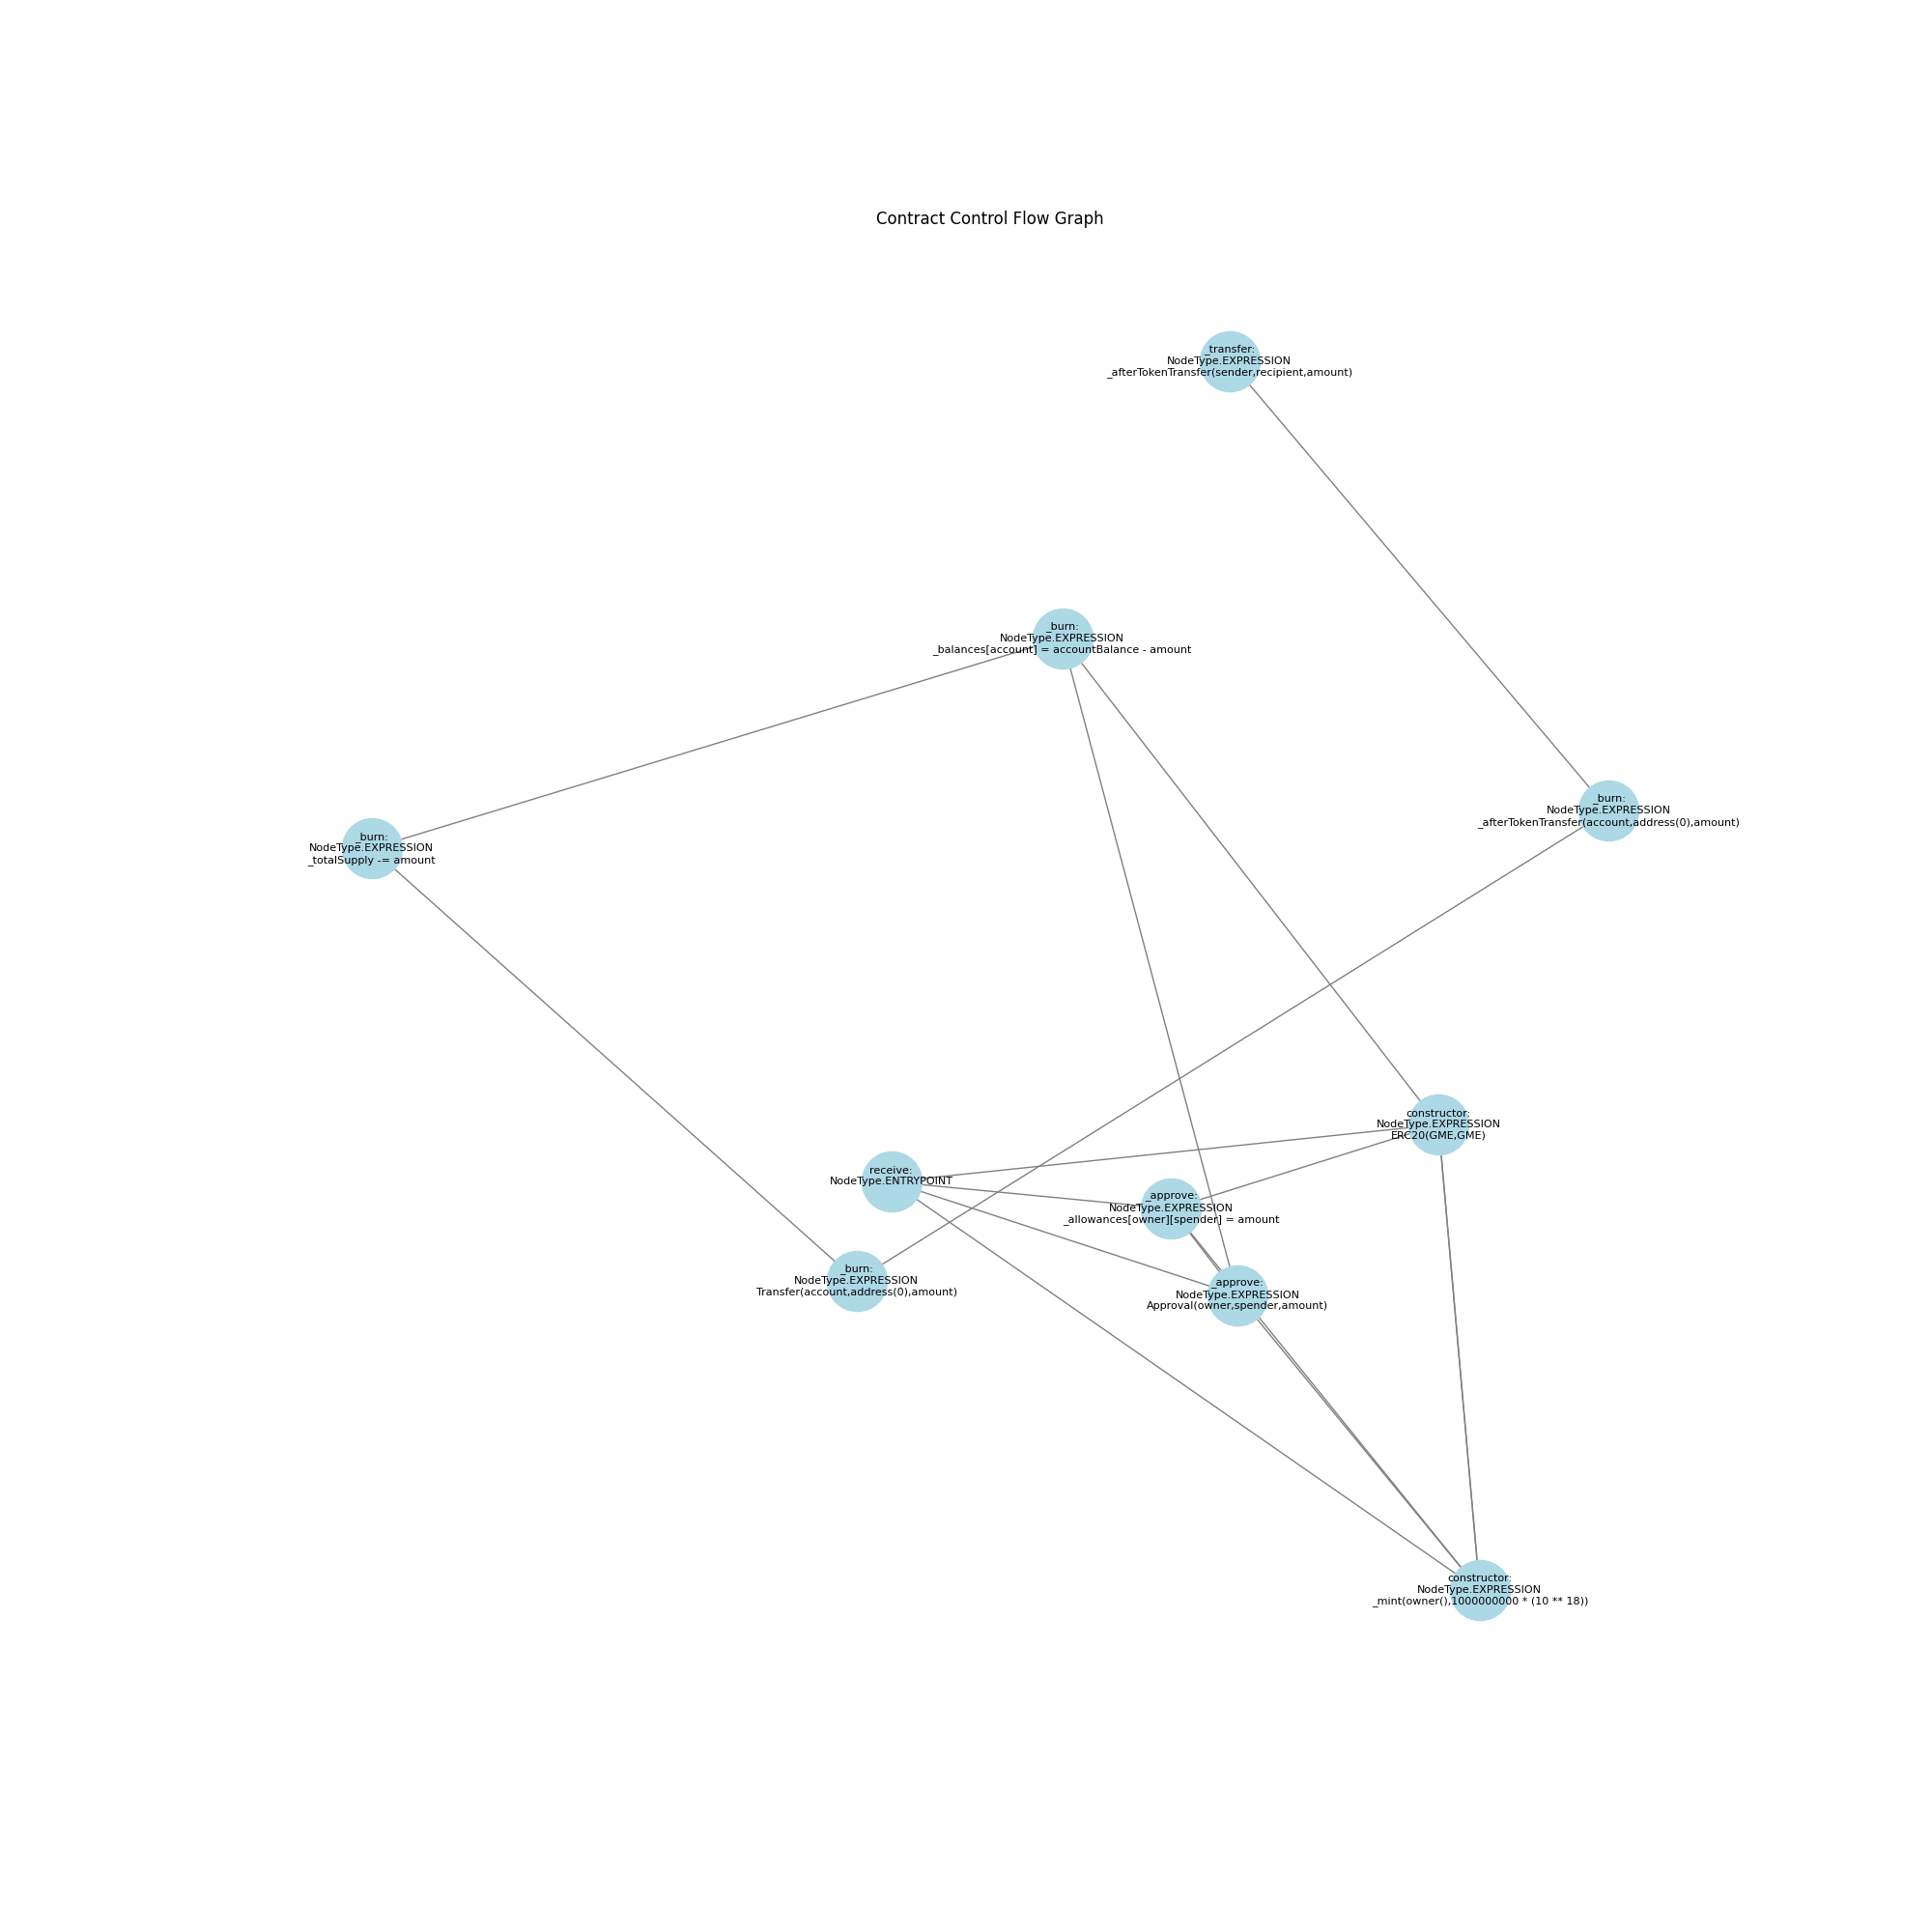 Contract Control Flow Graph
_transfer:
NodeType.EXPRESSION
_afterTokenTransfer(sender,recipient,amount)
_burn:
NodeType.EXPRESSION
_balances[account] = accountBalance - amount
_burn:
NodeType.EXPRESSION
_afterTokenTransfer(account,address(0),amount)
_burn:
NodeType.EXPRESSION
_totalSupply -= amount
constructor:
NodeType.EXPRESSION
ERC20(GME,GME)
receive:
NodeType.ENTRYPOINT
_approve:
NodeType.EXPRESSION
_allowances[owner][spender] = amount
_burn:
NodeType.EXPRESSION
Transfer(account,address(0),amount)
_approve:
NodeType.EXPRESSION
Approval(owner,spender,amount)
constructor:
NodeType.EXPRESSION
_mint(owner(),1000000000 * (10 ** 18))